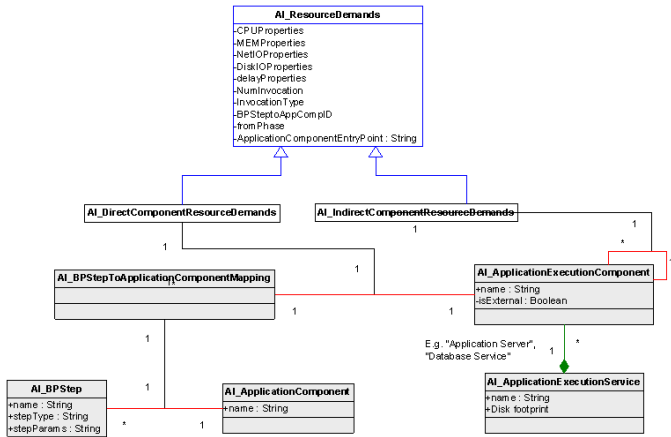 AI_ResourceDemands
-CPUProperties
-MEMProperties
-NetIOProperties
-DiskIOProperties
-delayProperties
-NumInvocation
-InvocationType
-BPSteptoAppCompID
-fromPhase
-ApplicationComponentEntryPoint : String
AI_DirectComponentResourceDemands
AI_IndirectComponentResourceDemands
1
1
1
*
1
AI_BPStepToApplicationComponentMapping
1*
AI_ApplicationExecutionComponent
+name : String
-isExternal : Boolean
1
1
1
E.g. "Application Server",
"Database Service"
1
*
1
AI_BPStep
+name : String
+stepType : String
+stepParams : String
*
1
AI_ApplicationComponent
+name : String
AI_ApplicationExecutionService
+name : String
+Disk footprint